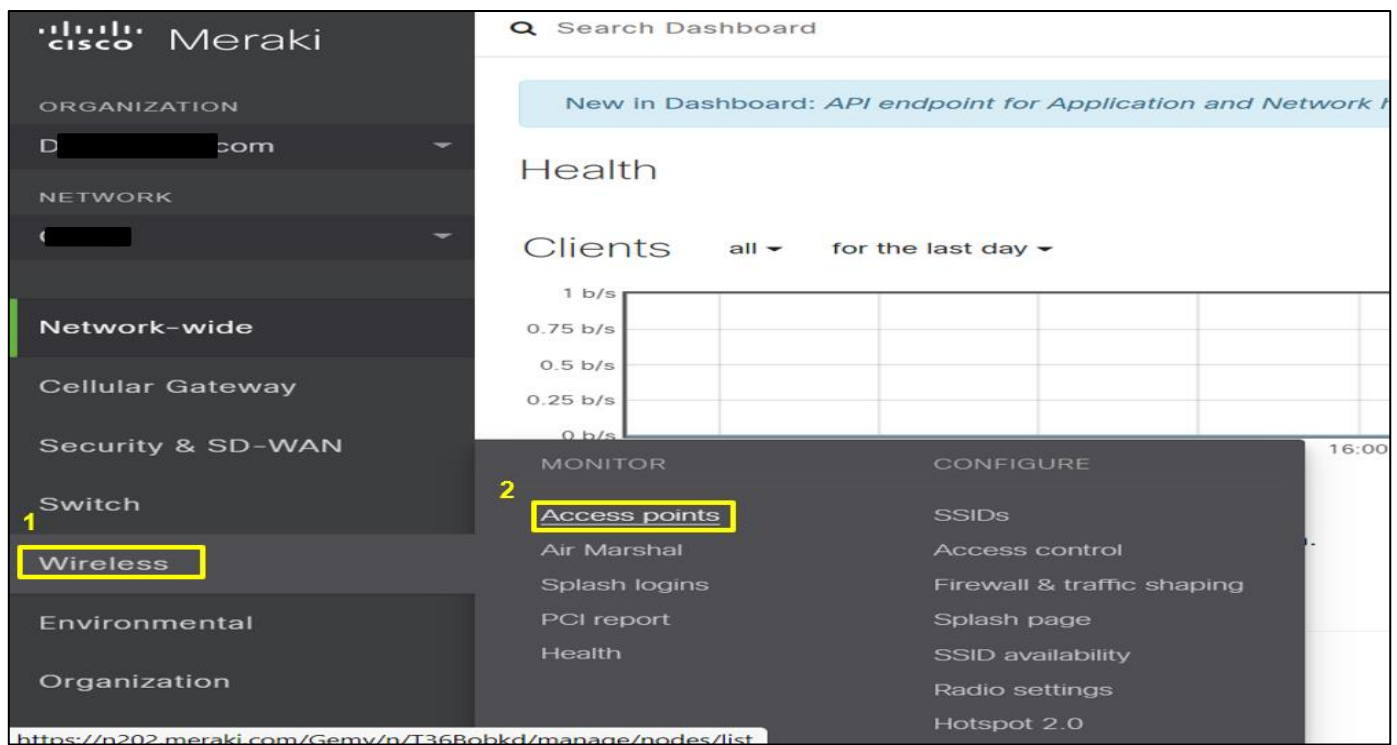 cisco Meraki
Search Dashboard
ORGANIZATION
D com
NETWORK
New in Dashboard: API endpoint for Application and Network
Health
Clients all for the last day
1 b/s
0.75 b/s
0.5 b/s
0.25 b/s
0 b/s
16:00
Network-wide
Cellular Gateway
Security & SD-WAN
Switch
1
Wireless
Environmental
Organization
2
MONITOR
Access points
Air Marshal
Splash logins
PCI report
Health
CONFIGURE
SSIDs
Access control
Firewall & traffic shaping
Splash page
SSID availability
Radio settings
Hotspot 2.0
https://n202.meraki.com/Gemy/n/T36Bobkd/manage/nodes/list